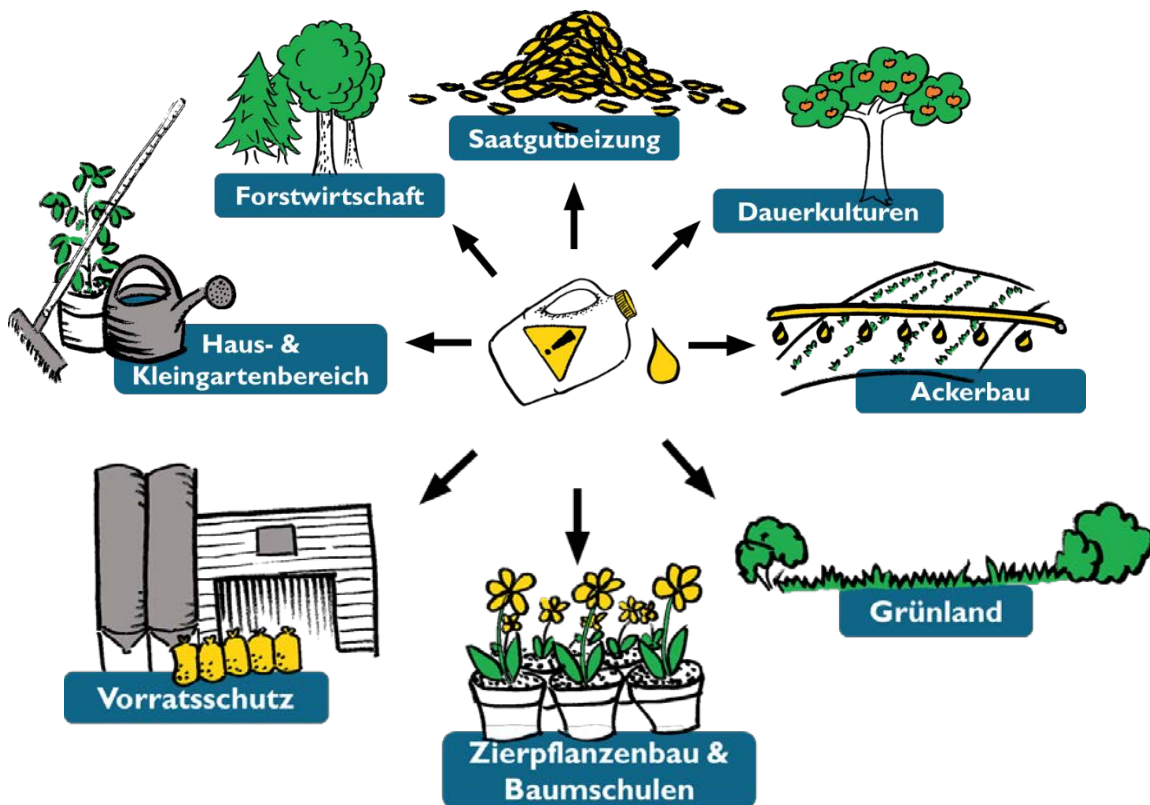 Saatgutbeizung
Forstwirtschaft
Dauerkulturen
Haus- &
Kleingartenbereich
Ackerbau
Grünland
Vorratsschutz
Zierpflanzenbau &
Baumschulen